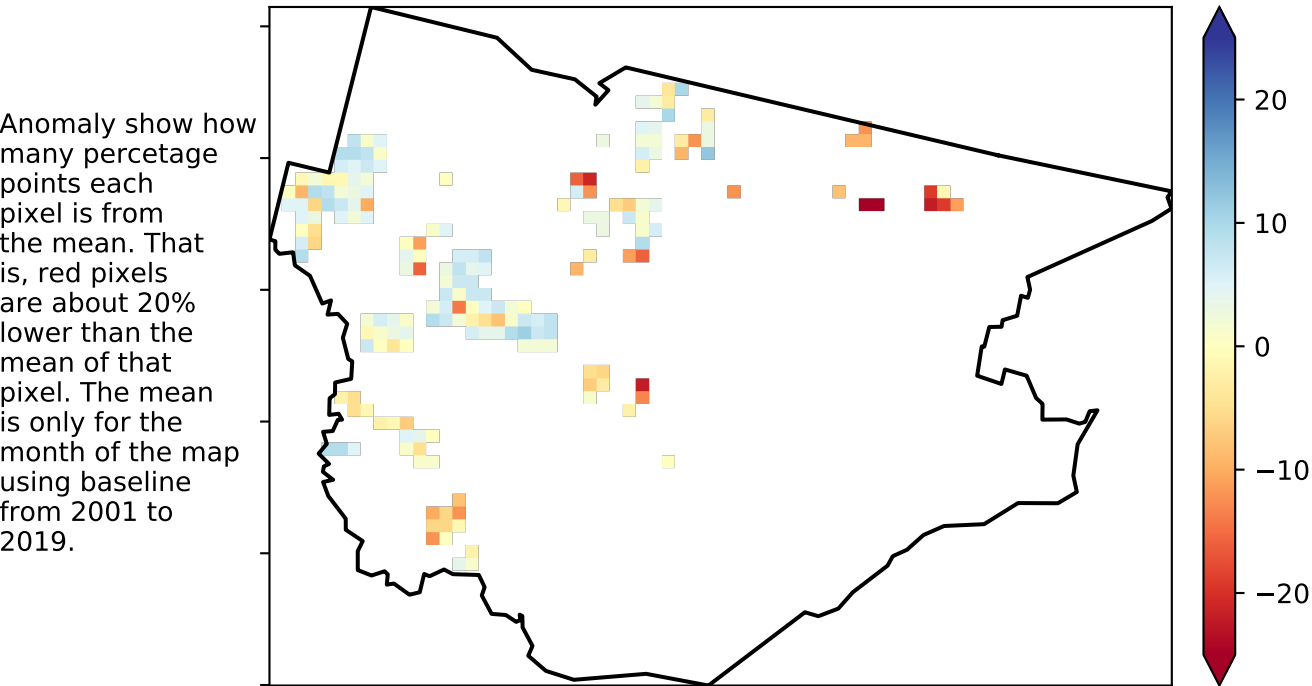 Anomaly show how
many percetage
points each
pixel is from
the mean. That
is, red pixels
are about 20%
lower than the
mean of that
pixel. The mean
is only for the
month of the map
using baseline
from 2001 to
2019.
20
10
0
−10
−20